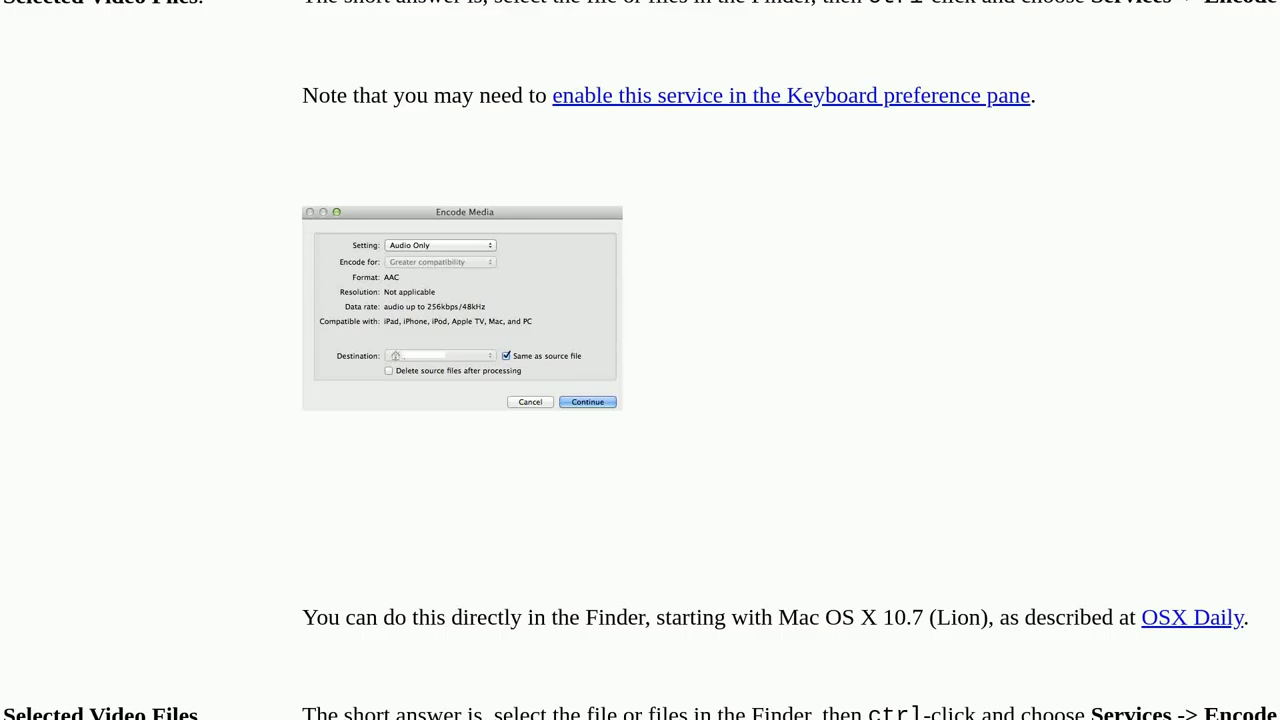 Selected Video Files. The short answer is, select the file or files in the Finder, then ctrl-click and choose Services -> Encode
Note that you may need to enable this service in the Keyboard preference pane.
Encode Media
Setting: Audio Only
Encode for: Greater compatibility
Format: AAC
Resolution: Not applicable
Data rate: audio up to 256kbps/48kHz
Compatible with: iPad, iPhone, iPod, Apple TV, Mac, and PC
Destination: Same as source file
Delete source files after processing
Cancel Continue
You can do this directly in the Finder, starting with Mac OS X 10.7 (Lion), as described at OSX Daily.
Selected Video Files The short answer is, select the file or files in the Finder, then ctrl-click and choose Services -> Encode